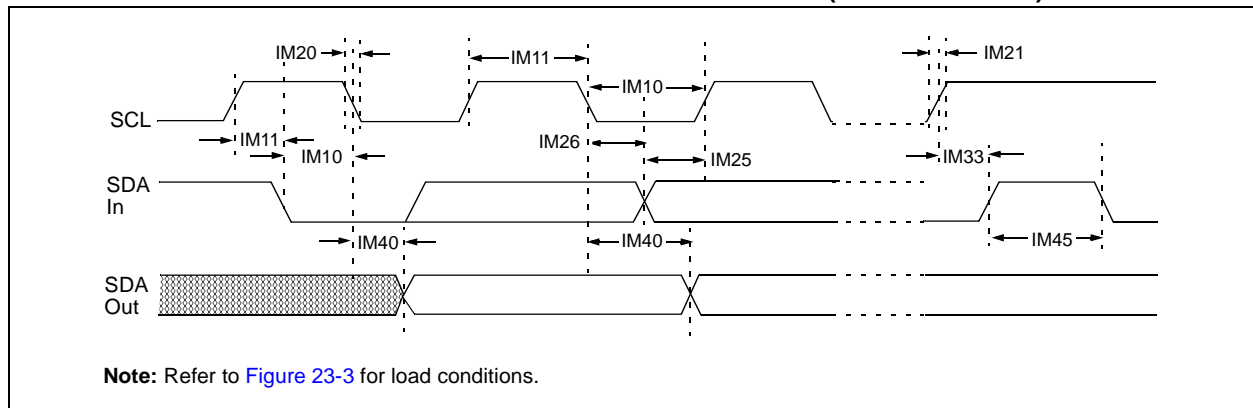 IM20
IM11
IM21
IM10
SCL
IM11
IM26
IM10
IM25
IM33
SDA
In
IM40
IM40
IM45
SDA
Out
Note: Refer to Figure 23-3 for load conditions.